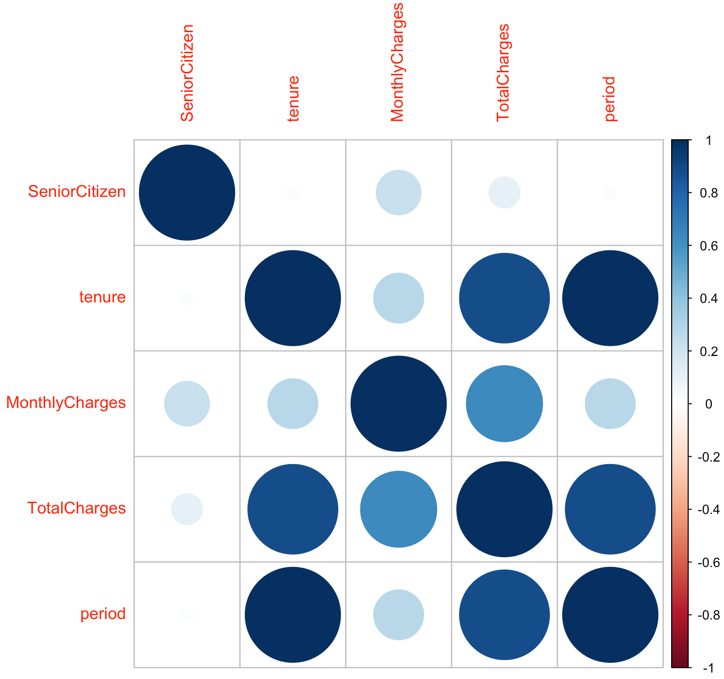 SeniorCitizen
tenure
MonthlyCharges
TotalCharges
period
SeniorCitizen
tenure
MonthlyCharges
TotalCharges
period
1
0.8
0.6
0.4
0.2
0
-0.2
-0.4
-0.6
-0.8
-1